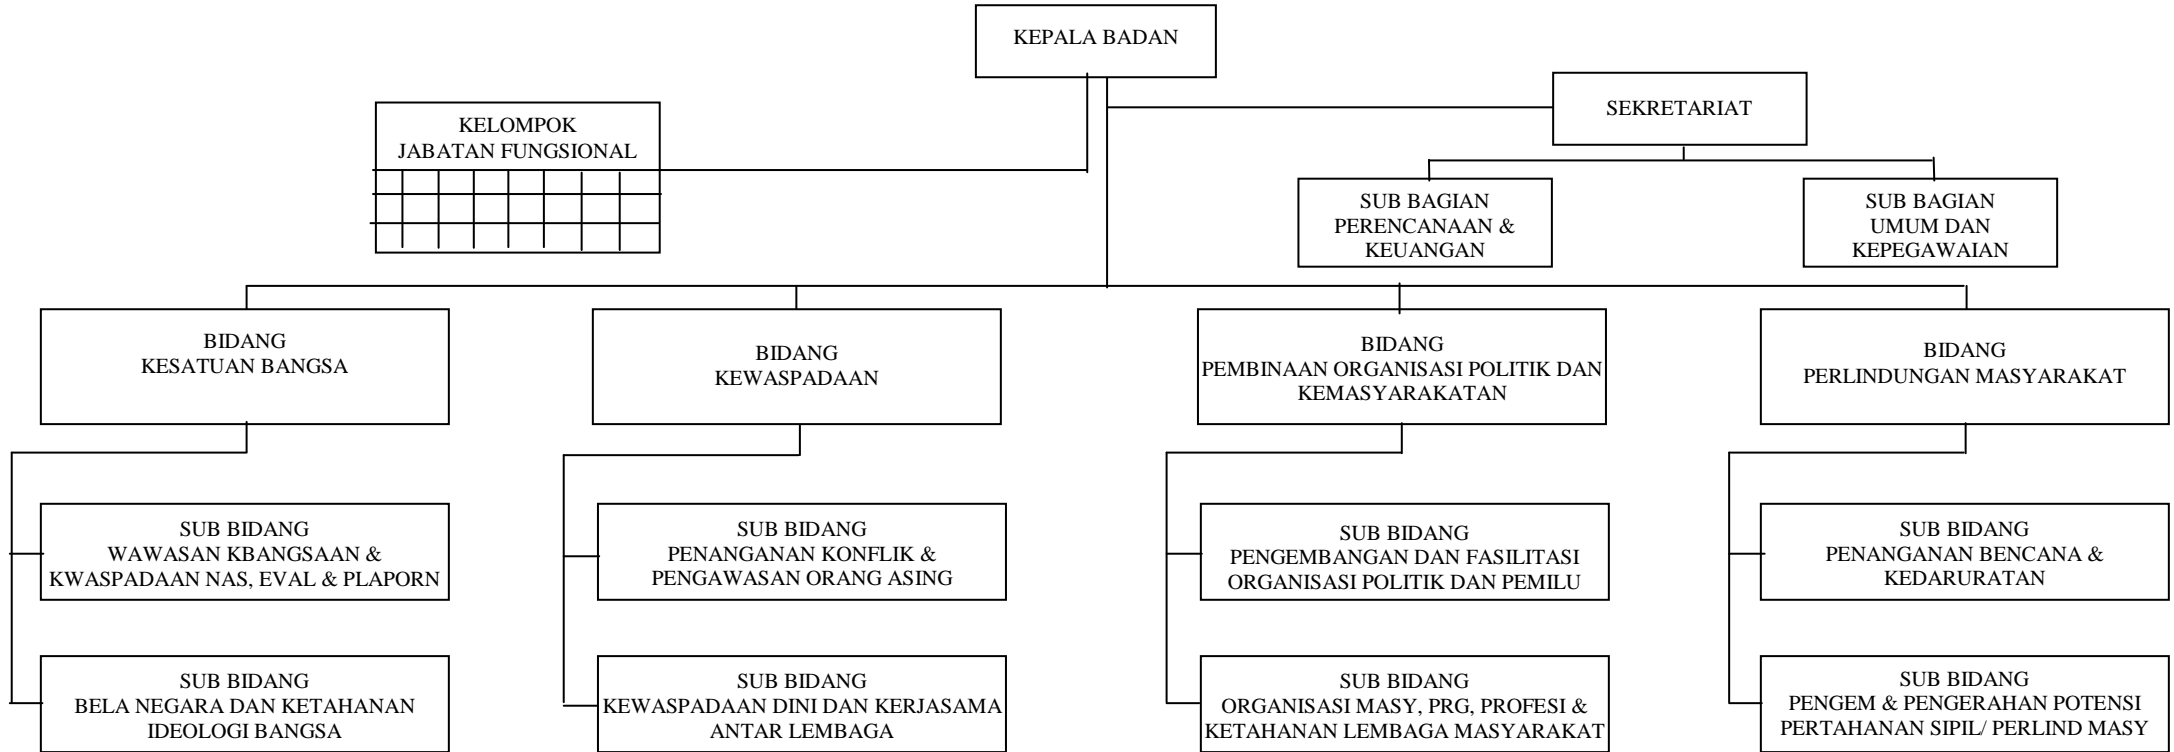 KEPALA BADAN
SEKRETARIAT
KELOMPOK
JABATAN FUNGSIONAL
SUB BAGIAN
PERENCANAAN &
KEUANGAN
SUB BAGIAN
UMUM DAN
KEPEGAWAIAN
BIDANG
KESATUAN BANGSA
BIDANG
KEWASPADAAN
BIDANG
PEMBINAAN ORGANISASI POLITIK DAN
KEMASYARAKATAN
BIDANG
PERLINDUNGAN MASYARAKAT
SUB BIDANG
WAWASAN KBANGSAAN &
KWASPADAAN NAS, EVAL & PLAPORN
SUB BIDANG
PENANGANAN KONFLIK &
PENGAWASAN ORANG ASING
SUB BIDANG
PENGEMBANGAN DAN FASILITASI
ORGANISASI POLITIK DAN PEMILU
SUB BIDANG
PENANGANAN BENCANA &
KEDARURATAN
SUB BIDANG
BELA NEGARA DAN KETAHANAN
IDEOLOGI BANGSA
SUB BIDANG
KEWASPADAAN DINI DAN KERJASAMA
ANTAR LEMBAGA
SUB BIDANG
ORGANISASI MASY, PRG, PROFESI &
KETAHANAN LEMBAGA MASYARAKAT
SUB BIDANG
PENGEM & PENGERAHAN POTENSI
PERTAHANAN SIPIL/ PERLIND MASY